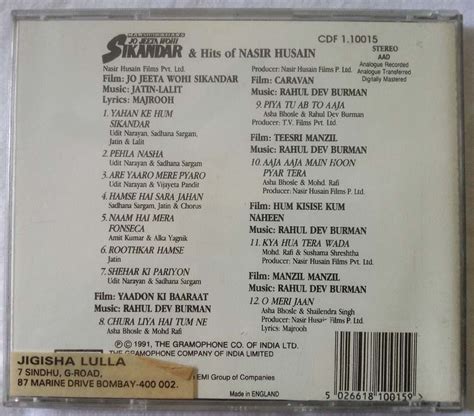 MANSOOR KHAN'S
JO JEETA WOHI
SIKANDAR & Hits of NASIR HUSAIN
CDF 1.10015
STEREO
AAD
Analogue Recorded
Analogue Transferred
Digitally Mastered
Nasir Husain Films Pvt. Ltd.
Film: JO JEETA WOHI SIKANDAR
Music: JATIN-LALIT
Lyrics: MAJROOH
1. YAHAN KE HUM
SIKANDAR
Udit Narayan, Sadhana Sargam,
Jatin & Lalit
2. PEHLA NASHA
Udit Narayan & Sadhana Sargam
3. ARE YAARO MERE PYARO
Udit Narayan & Vijayeta Pandit
4. HAMSE HAI SARA JAHAN
Sadhana Sargam, Jatin & Chorus
5. NAAM HAI MERA
FONSECA
Amit Kumar & Alka Yagnik
6. ROOTHKAR HAMSE
Jatin
7. SHEHAR KI PARIYON
Udit Narayan & Sadhana Sargam
Film: YAADON KI BAARAAT
Music: RAHUL DEV BURMAN
8. CHURA LIYA HAI TUM NE
Asha Bhosle & Mohd Rafi
Producer: Nasir Husain Films P. Ltd.
Film: CARAVAN
Music: RAHUL DEV BURMAN
9. PIYA TU AB TO AAJA
Asha Bhosle & Rahul Dev Burman
Producer: T.V. Films Pvt. Ltd.
Film: TEESRI MANZIL
Music: RAHUL DEV BURMAN
10. AAJA AAJA MAIN HOON
PYAR TERA
Asha Bhosle & Mohd. Rafi
Producer: Nasir Husain Films P. Ltd
Film: HUM KISISE KUM
NAHEEN
Music: RAHUL DEV BURMAN
11. KYA HUA TERA WADA
Mohd. Rafi & Sushama Shreshtha
Producer: Nasir Husain Films P. Ltd.
Film: MANZIL MANZIL
Music: RAHUL DEV BURMAN
12. O MERI JAAN
Asha Bhosle & Shailendra Singh
Producer: Nasir Husain Films P. Ltd.
Lyrics: Majrooh
℗ © 1991, THE GRAMOPHONE CO. OF INDIA LTD.
THE GRAMOPHONE COMPANY OF INDIA LIMITED
EMI Group of Companies
Made in ENGLAND
JIGISHA LULLA
7 SINDHU, G-ROAD,
87 MARINE DRIVE BOMBAY-400 002.
5 026618 100159